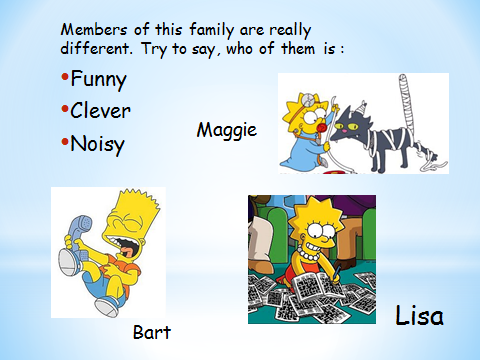 Members of this family are really
different. Try to say, who of them is :
•Funny
•Clever
•Noisy
Maggie
Bart
Lisa